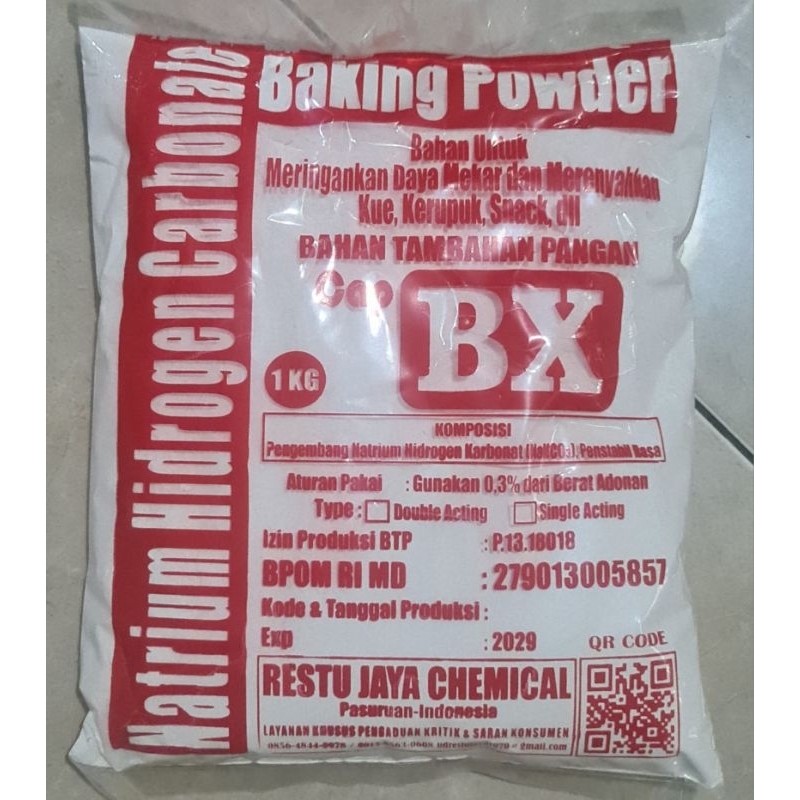 Natrium Hidrogen Carbonate
Baking Powder
Bahan Untuk
Meringankan Daya Mekar dan Merenyahkan
Kue, Kerupuk, Snack, dll
BAHAN TAMBAHAN PANGAN
Cap BX
1 KG
KOMPOSISI
Pengembang Natrium Hidrogen Karbonat (NaHCO₃), Penstabil Basa
Aturan Pakai : Gunakan 0,3% dari Berat Adonan
Type : Double Acting Single Acting
Izin Produksi BTP : P.13.18018
BPOM RI MD : 279013005857
Kode & Tanggal Produksi :
Exp : 2029
QR CODE
RESTU JAYA CHEMICAL
Pasuruan-Indonesia
LAYANAN KHUSUS PENGADUAN KRITIK & SARAN KONSUMEN